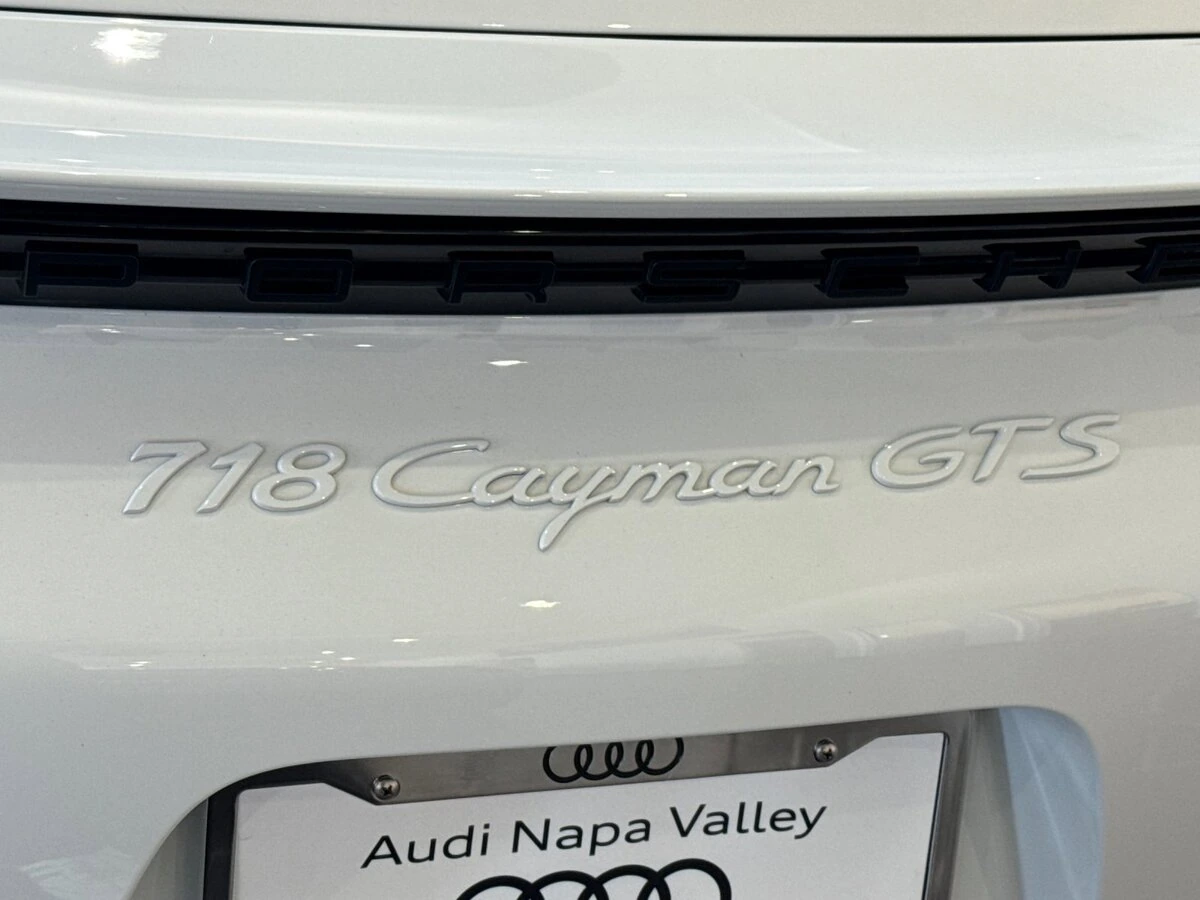 PORSCHE
718 Cayman GTS
Audi Napa Valley